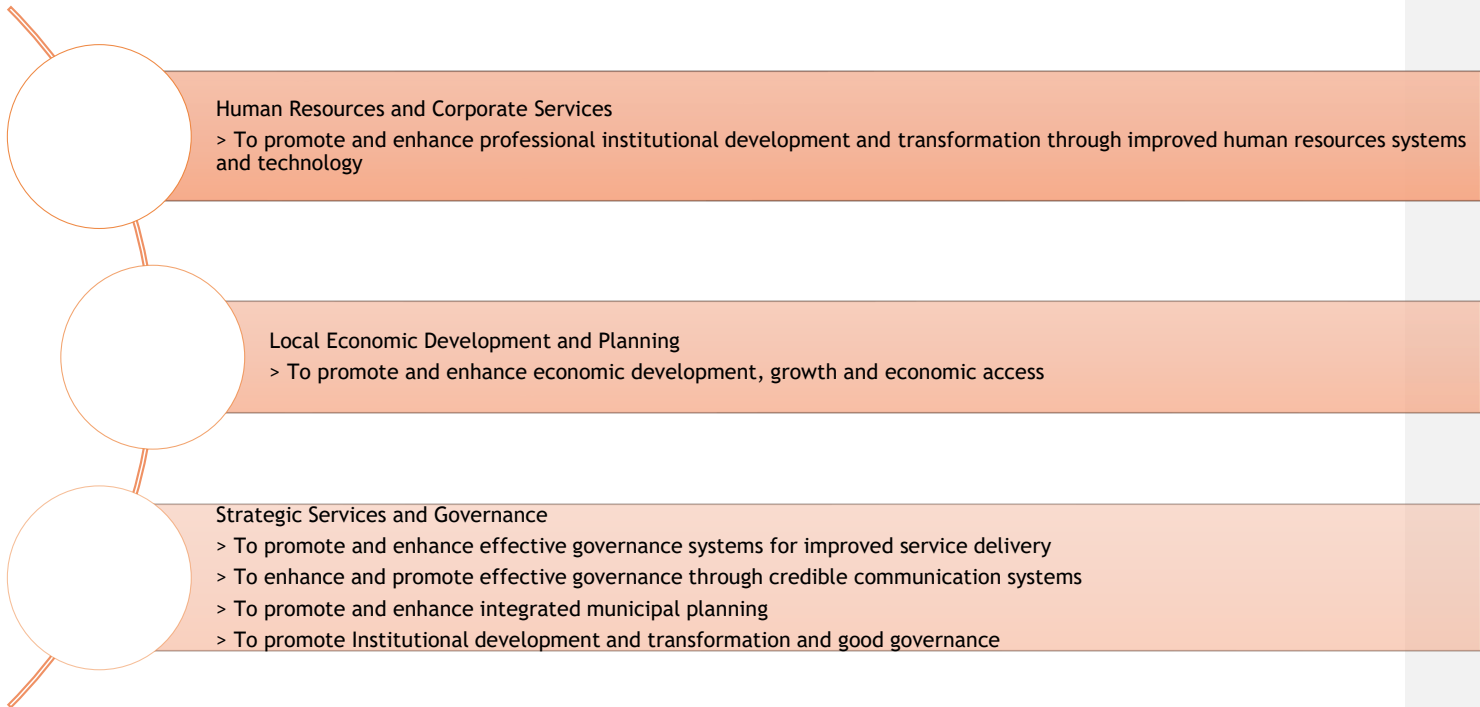 Human Resources and Corporate Services
> To promote and enhance professional institutional development and transformation through improved human resources systems
and technology
Local Economic Development and Planning
> To promote and enhance economic development, growth and economic access
Strategic Services and Governance
> To promote and enhance effective governance systems for improved service delivery
> To enhance and promote effective governance through credible communication systems
> To promote and enhance integrated municipal planning
> To promote Institutional development and transformation and good governance